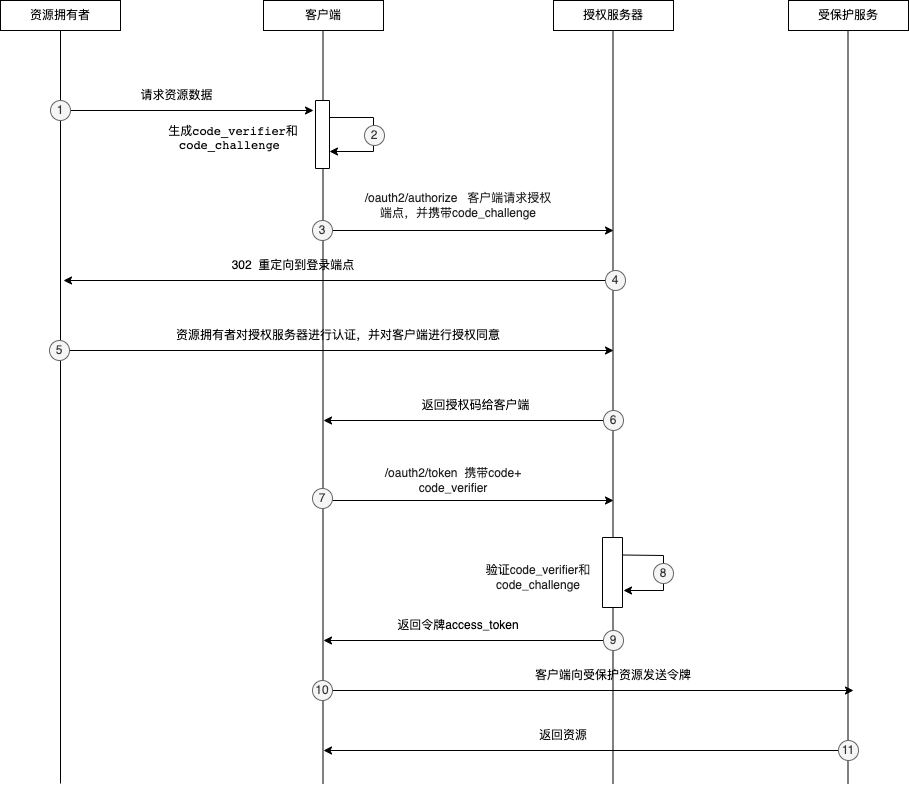 资源拥有者
客户端
授权服务器
受保护服务
请求资源数据
1
生成code_verifier和
code_challenge
2
/oauth2/authorize 客户端请求授权
端点，并携带code_challenge
3
302 重定向到登录端点
4
资源拥有者对授权服务器进行认证，并对客户端进行授权同意
5
返回授权码给客户端
6
/oauth2/token 携带code+
code_verifier
7
验证code_verifier和
code_challenge
8
返回令牌access_token
9
客户端向受保护资源发送令牌
10
返回资源
11